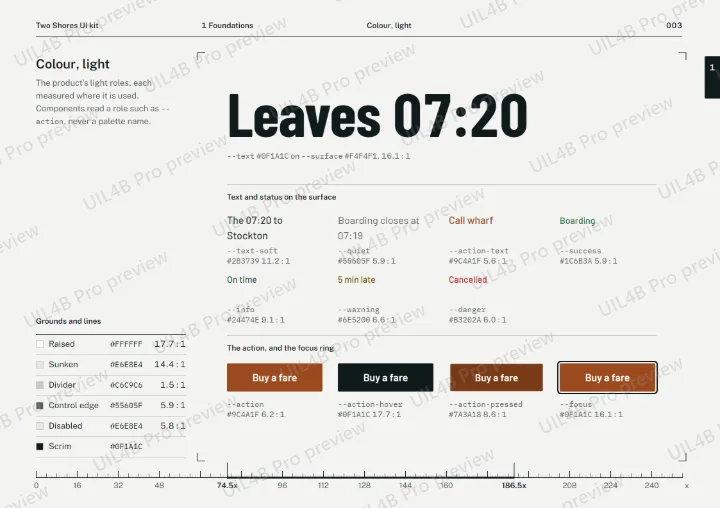 Two Shores UI kit
1 Foundations
Colour, light
003
1
Colour, light
The product's light roles, each
measured where it is used.
Components read a role such as --
action, never a palette name.
Leaves 07:20
--text #0F1A1C on --surface #F4F4F1, 16.1 : 1
Text and status on the surface
The 07:20 to
Stockton
--text-soft
#2B3739 11.2 : 1
Boarding closes at
07:19
--quiet
#55605F 5.9 : 1
Call wharf
--action-text
#9C4A1F 5.6 : 1
Boarding
--success
#1C6B3A 5.9 : 1
On time
--info
#24474E 9.1 : 1
5 min late
--warning
#6E5200 6.6 : 1
Cancelled
--danger
#B3202A 6.0 : 1
The action, and the focus ring
Buy a fare
--action
#9C4A1F 6.2 : 1
Buy a fare
--action-hover
#0F1A1C 17.7 : 1
Buy a fare
--action-pressed
#7A3A18 8.6 : 1
Buy a fare
--focus
#0F1A1C 16.1 : 1
Grounds and lines
Raised #FFFFFF 17.7 : 1
Sunken #E6E8E4 14.4 : 1
Divider #C6C9C6 1.5 : 1
Control edge #55605F 5.9 : 1
Disabled #E6E8E4 5.8 : 1
Scrim #0F1A1C
0 16 32 48 74.5x 96 112 128 144 160 186.5x 208 224 240 x
UIL4B Pro preview